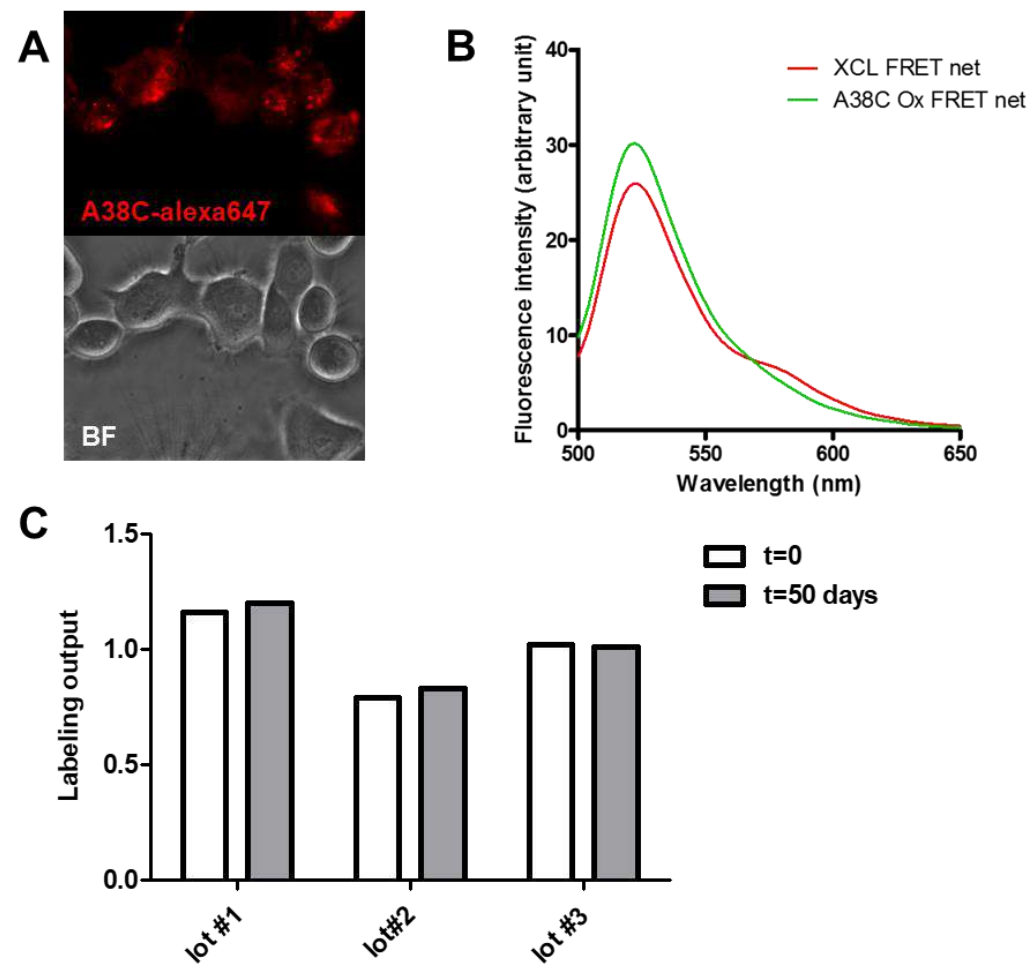 A
A38C-alexa647
BF
B
Fluorescence intensity (arbitrary unit)
40
30
20
10
0
500
550
600
650
Wavelength (nm)
XCL FRET net
A38C Ox FRET net
C
Labeling output
1.5
1.0
0.5
0.0
lot #1
lot#2
lot #3
t=0
t=50 days